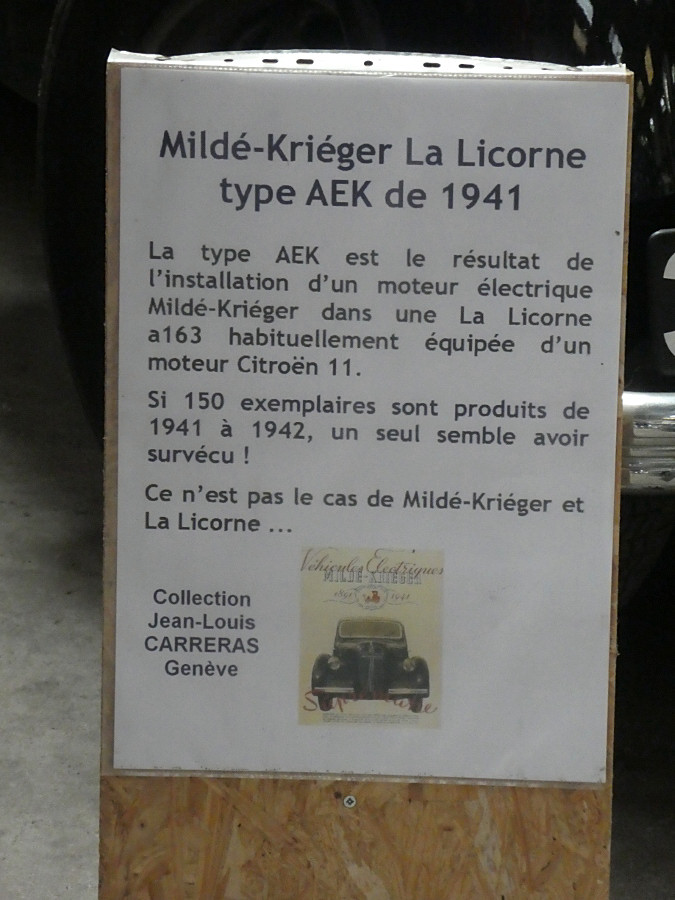 Mildé-Kriéger La Licorne
type AEK de 1941
La type AEK est le résultat de
l'installation d'un moteur électrique
Mildé-Kriéger dans une La Licorne
a163 habituellement équipée d'un
moteur Citroën 11.
Si 150 exemplaires sont produits de
1941 à 1942, un seul semble avoir
survécu !
Ce n'est pas le cas de Mildé-Kriéger et
La Licorne ...
Collection
Jean-Louis
CARRERAS
Genève
Véhicules Électriques
MILDÉ-KRIÉGER